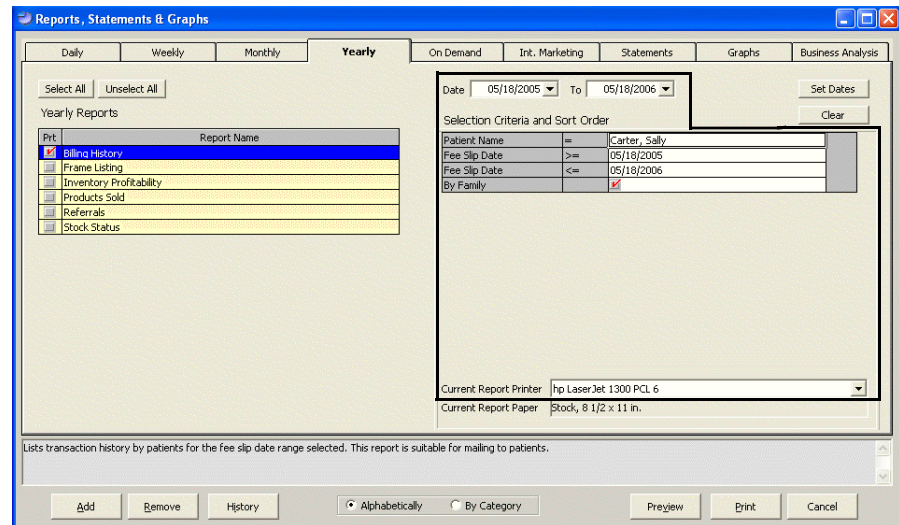 Reports, Statements & Graphs
Daily Weekly Monthly Yearly On Demand Int. Marketing Statements Graphs Business Analysis
Select All Unselect All
Date 05/18/2005 To 05/18/2006 Set Dates
Clear
Yearly Reports
Selection Criteria and Sort Order
Prt Report Name
Billing History
Frame Listing
Inventory Profitability
Products Sold
Referrals
Stock Status
Patient Name = Carter, Sally
Fee Slip Date >= 05/18/2005
Fee Slip Date <= 05/18/2006
By Family
Current Report Printer hp LaserJet 1300 PCL 6
Current Report Paper Stock, 8 1/2 x 11 in.
Lists transaction history by patients for the fee slip date range selected. This report is suitable for mailing to patients.
Add Remove History Alphabetically By Category Preview Print Cancel